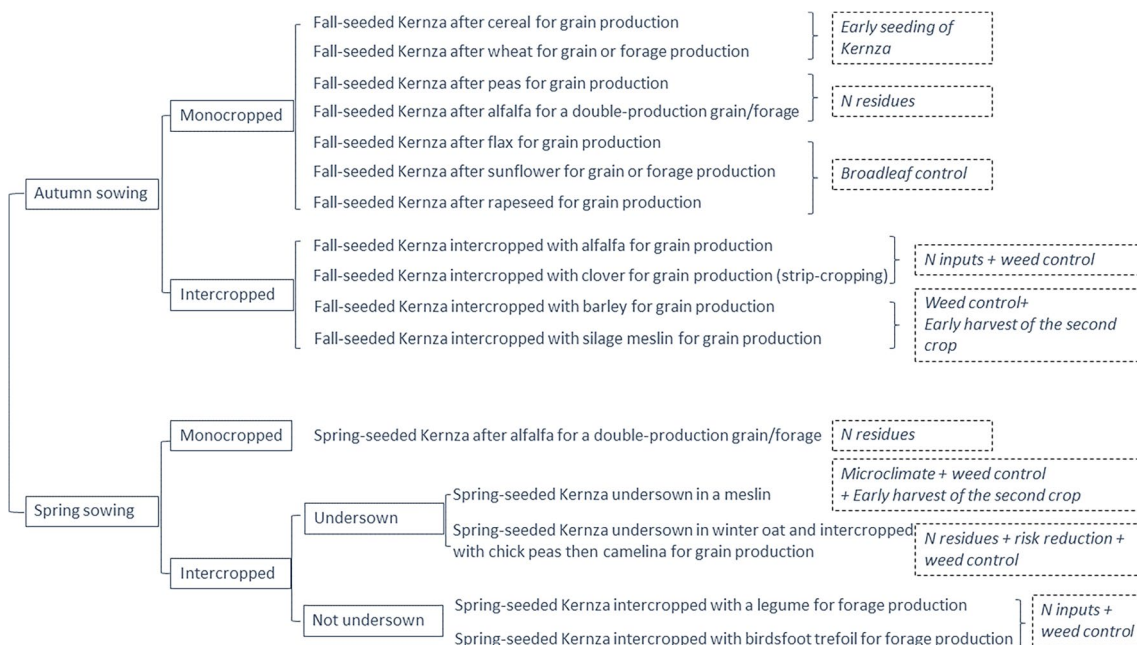 Fall-seeded Kernza after cereal for grain production
Fall-seeded Kernza after wheat for grain or forage production
Early seeding of
Kernza
Monocropped
Fall-seeded Kernza after peas for grain production
Fall-seeded Kernza after alfalfa for a double-production grain/forage
N residues
Fall-seeded Kernza after flax for grain production
Fall-seeded Kernza after sunflower for grain or forage production
Fall-seeded Kernza after rapeseed for grain production
Broadleaf control
Autumn sowing
Intercropped
Fall-seeded Kernza intercropped with alfalfa for grain production
Fall-seeded Kernza intercropped with clover for grain production (strip-cropping)
N inputs + weed control
Fall-seeded Kernza intercropped with barley for grain production
Fall-seeded Kernza intercropped with silage meslin for grain production
Weed control+
Early harvest of the second
crop
Spring sowing
Monocropped
Spring-seeded Kernza after alfalfa for a double-production grain/forage
N residues
Intercropped
Undersown
Spring-seeded Kernza undersown in a meslin
Microclimate + weed control
+ Early harvest of the second crop
Spring-seeded Kernza undersown in winter oat and intercropped
with chick peas then camelina for grain production
N residues + risk reduction +
weed control
Not undersown
Spring-seeded Kernza intercropped with a legume for forage production
Spring-seeded Kernza intercropped with birdsfoot trefoil for forage production
N inputs +
weed control